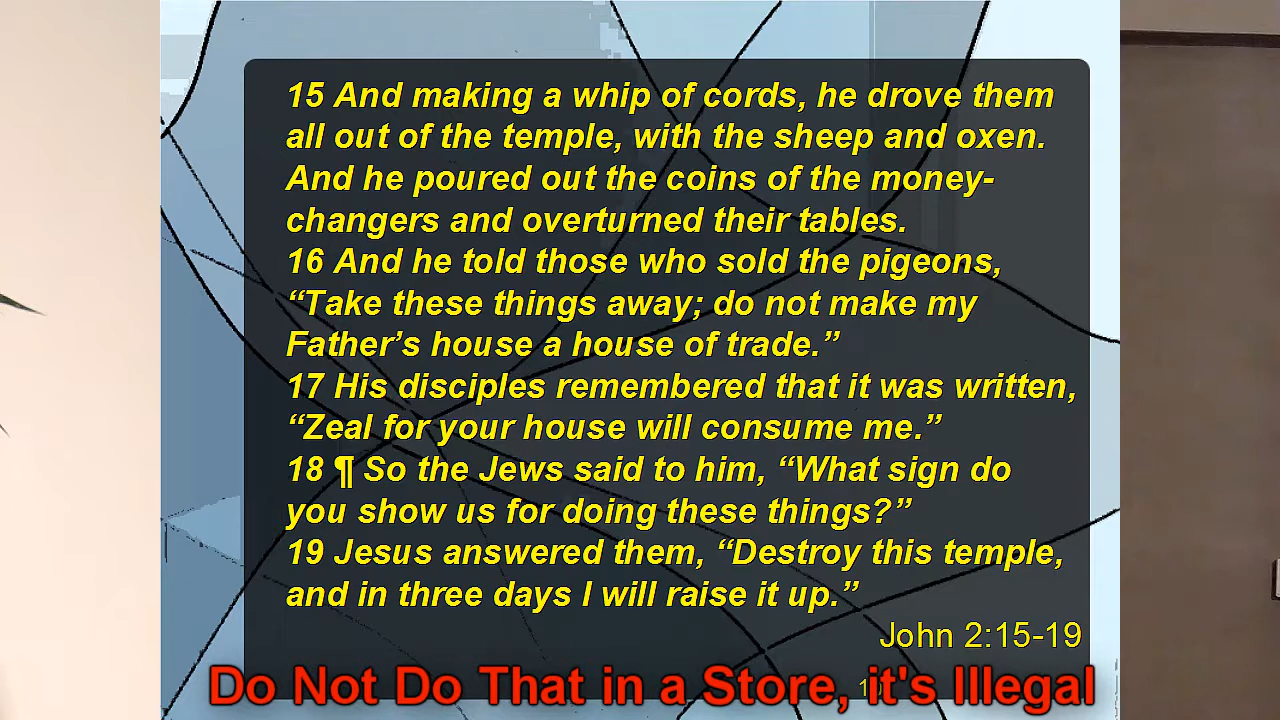 15 And making a whip of cords, he drove them
all out of the temple, with the sheep and oxen.
And he poured out the coins of the money-
changers and overturned their tables.
16 And he told those who sold the pigeons,
“Take these things away; do not make my
Father’s house a house of trade.”
17 His disciples remembered that it was written,
“Zeal for your house will consume me.”
18 ¶ So the Jews said to him, “What sign do
you show us for doing these things?”
19 Jesus answered them, “Destroy this temple,
and in three days I will raise it up.”
John 2:15-19
Do Not Do That in a Store, it's Illegal